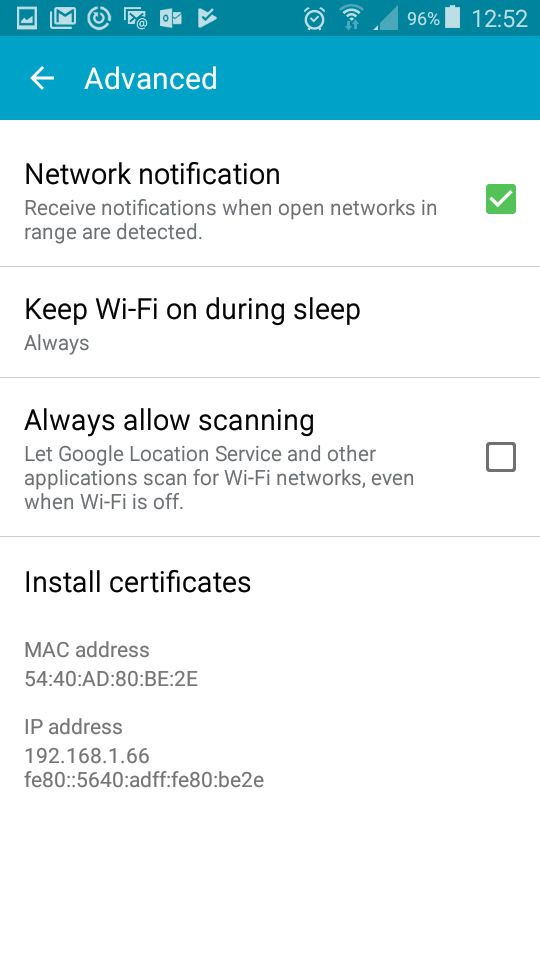 96% 12:52
Advanced
Network notification
Receive notifications when open networks in
range are detected.
Keep Wi-Fi on during sleep
Always
Always allow scanning
Let Google Location Service and other
applications scan for Wi-Fi networks, even
when Wi-Fi is off.
Install certificates
MAC address
54:40:AD:80:BE:2E
IP address
192.168.1.66
fe80::5640:adff:fe80:be2e